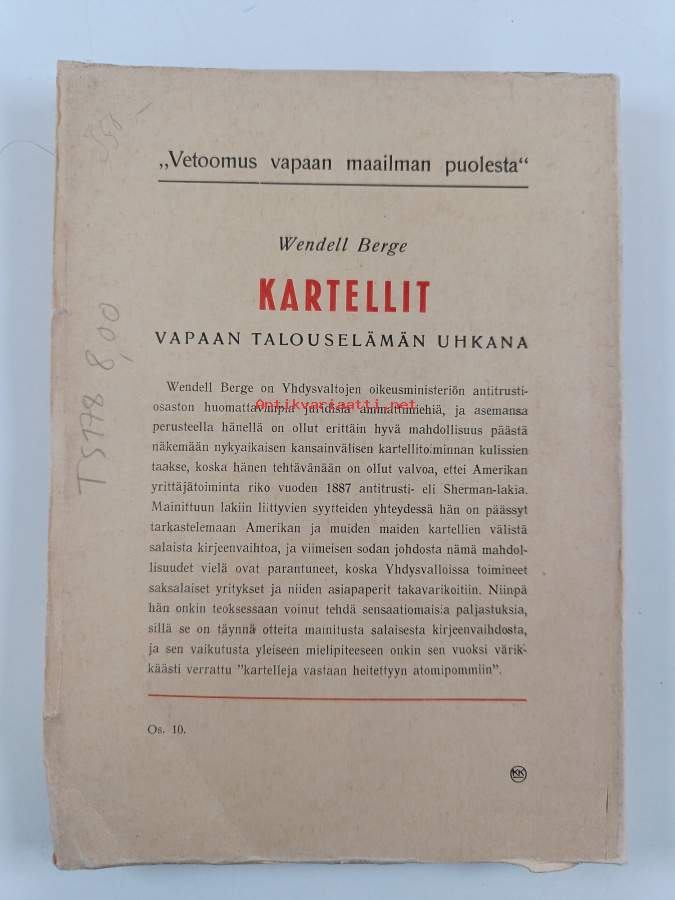 „Vetoomus vapaan maailman puolesta“
Wendell Berge
KARTELLIT
VAPAAN TALOUSELÄMÄN UHKANA
Wendell Berge on Yhdysvaltojen oikeusministeriön antitrusti-
osaston huomattavimpia juridisia ammattimiehiä, ja asemansa
Antikvariaatti.net
perusteella hänellä on ollut erittäin hyvä mahdollisuus päästä
näkemään nykyaikaisen kansainvälisen kartellitoiminnan kulissien
taakse, koska hänen tehtävänään on ollut valvoa, ettei Amerikan
yrittäjätoiminta riko vuoden 1887 antitrusti- eli Sherman-lakia.
Mainittuun lakiin liittyvien syytteiden yhteydessä hän on päässyt
tarkastelemaan Amerikan ja muiden maiden kartellien välistä
salaista kirjeenvaihtoa, ja viimeisen sodan johdosta nämä mahdol-
lisuudet vielä ovat parantuneet, koska Yhdysvalloissa toimineet
saksalaiset yritykset ja niiden asiapaperit takavarikoitiin. Niinpä
hän onkin teoksessaan voinut tehdä sensaatiomaisia paljastuksia,
sillä se on täynnä otteita mainitusta salaisesta kirjeenvaihdosta,
ja sen vaikutusta yleiseen mielipiteeseen onkin sen vuoksi värik-
käästi verrattu ”kartelleja vastaan heitettyyn atomipommiin”.
Os. 10.
KK
TS178 8,00